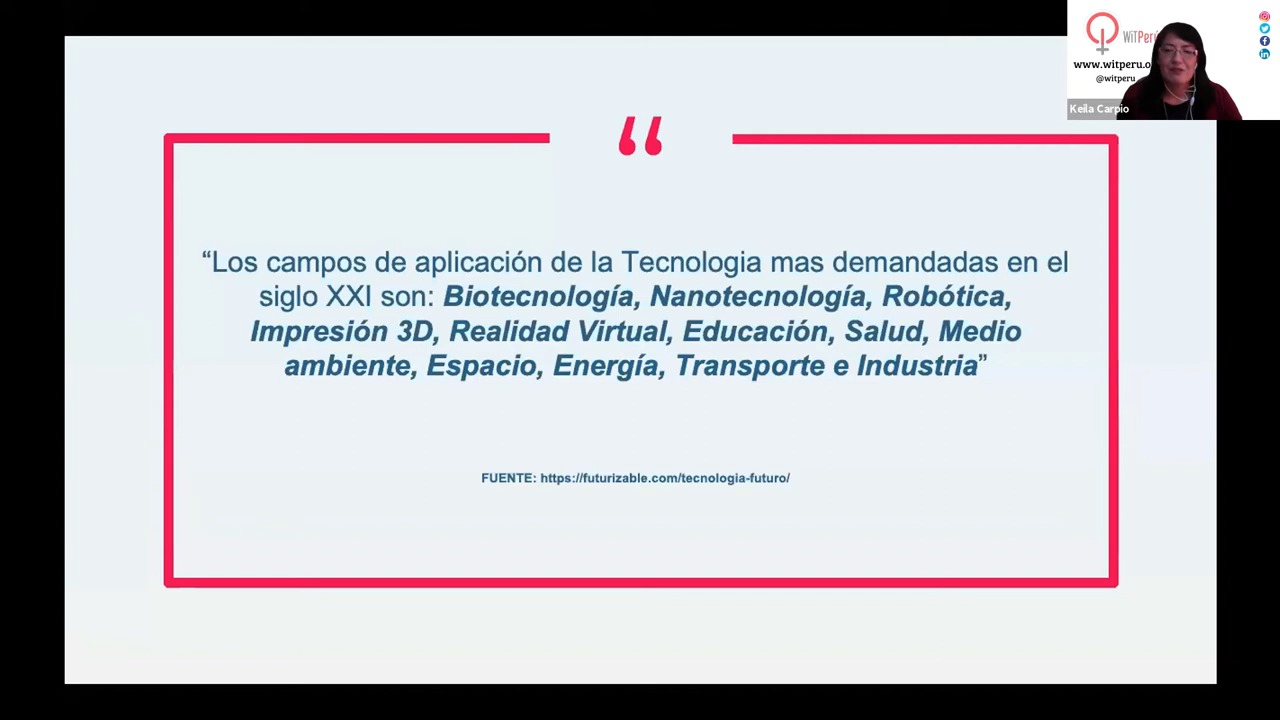 WiTPerú
www.witperu.o
@witperu
Keila Carpio
“
“Los campos de aplicación de la Tecnologia mas demandadas en el
siglo XXI son: Biotecnología, Nanotecnología, Robótica,
Impresión 3D, Realidad Virtual, Educación, Salud, Medio
ambiente, Espacio, Energía, Transporte e Industria”
FUENTE: https://futurizable.com/tecnologia-futuro/